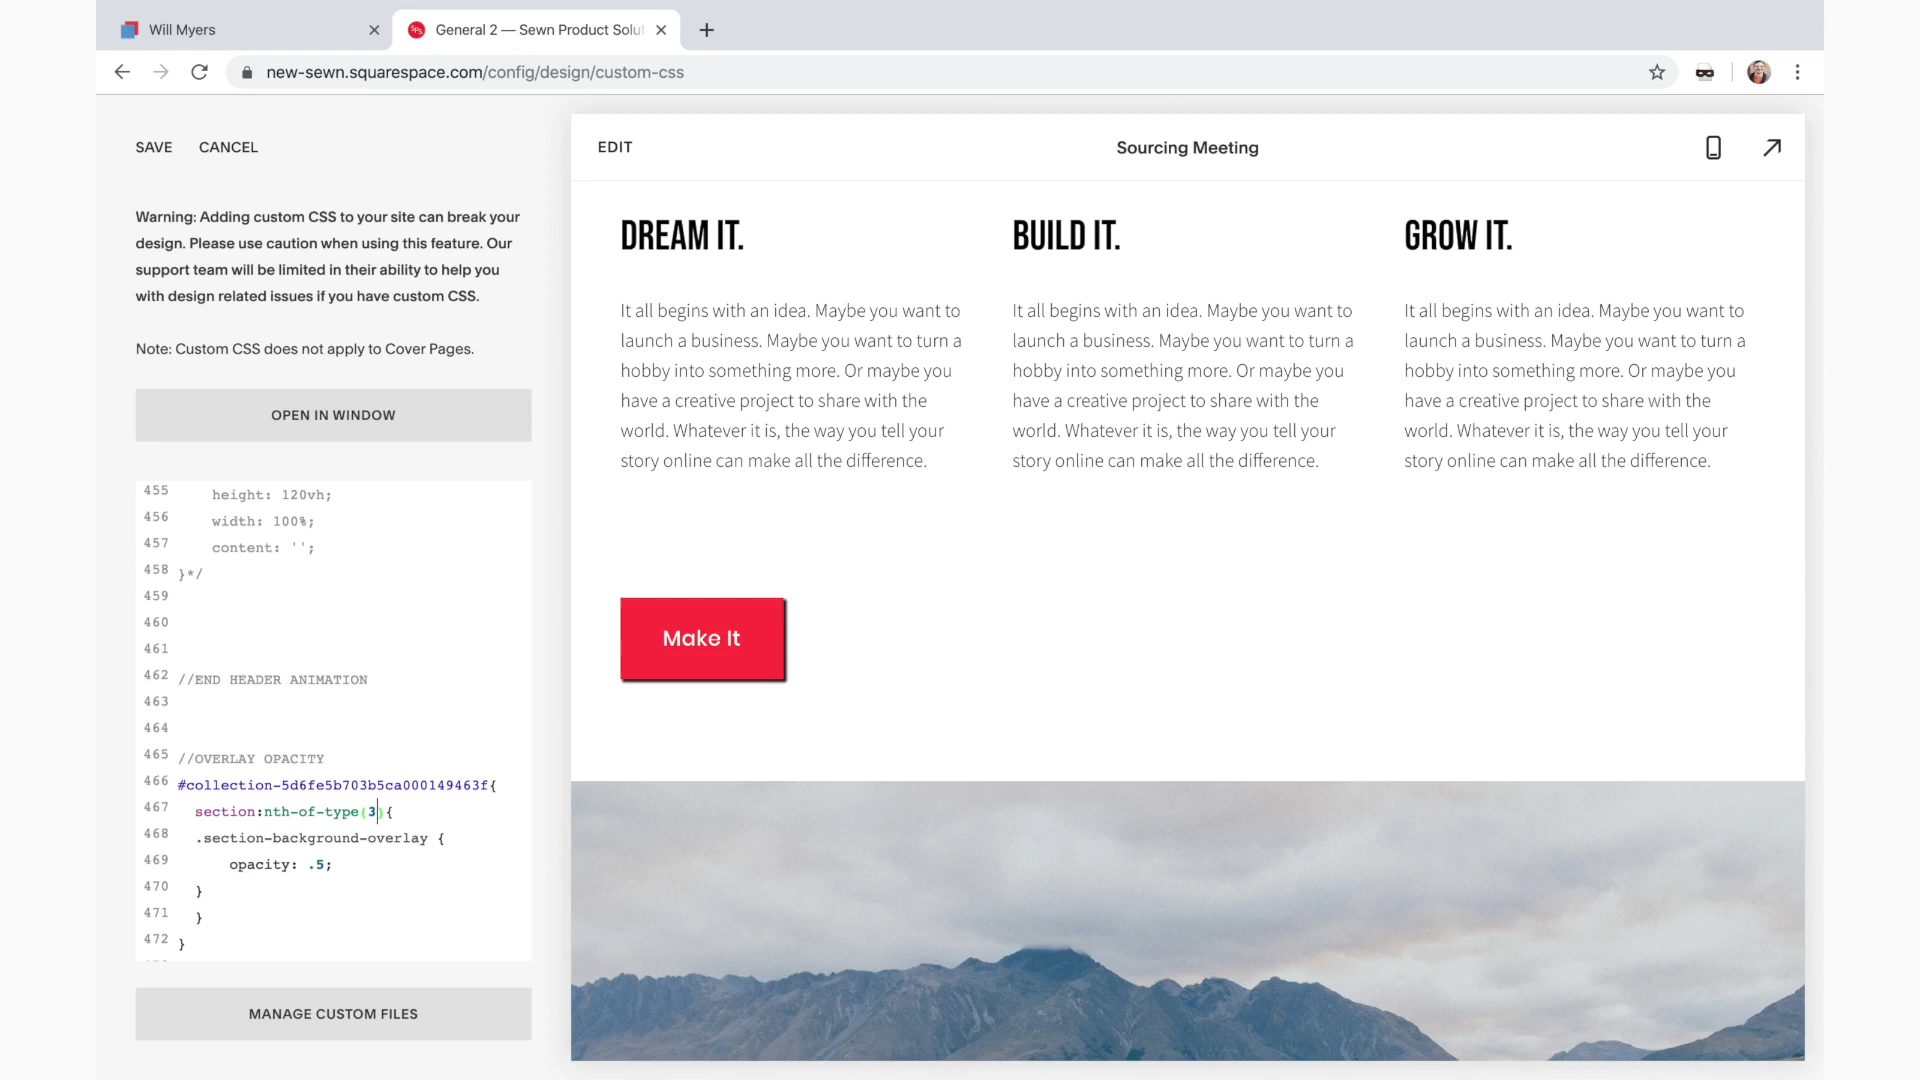 Will Myers
General 2 — Sewn Product Solut
new-sewn.squarespace.com/config/design/custom-css
SAVE CANCEL
EDIT
Sourcing Meeting
Warning: Adding custom CSS to your site can break your
design. Please use caution when using this feature. Our
support team will be limited in their ability to help you
with design related issues if you have custom CSS.
Note: Custom CSS does not apply to Cover Pages.
OPEN IN WINDOW
455 height: 120vh;
456 width: 100%;
457 content: '';
458 }*/
459
460
461
462 //END HEADER ANIMATION
463
464
465 //OVERLAY OPACITY
466 #collection-5d6fe5b703b5ca000149463f{
467 section:nth-of-type(3){
468 .section-background-overlay {
469 opacity: .5;
470 }
471 }
472 }
MANAGE CUSTOM FILES
DREAM IT.
It all begins with an idea. Maybe you want to
launch a business. Maybe you want to turn a
hobby into something more. Or maybe you
have a creative project to share with the
world. Whatever it is, the way you tell your
story online can make all the difference.
BUILD IT.
It all begins with an idea. Maybe you want to
launch a business. Maybe you want to turn a
hobby into something more. Or maybe you
have a creative project to share with the
world. Whatever it is, the way you tell your
story online can make all the difference.
GROW IT.
It all begins with an idea. Maybe you want to
launch a business. Maybe you want to turn a
hobby into something more. Or maybe you
have a creative project to share with the
world. Whatever it is, the way you tell your
story online can make all the difference.
Make It